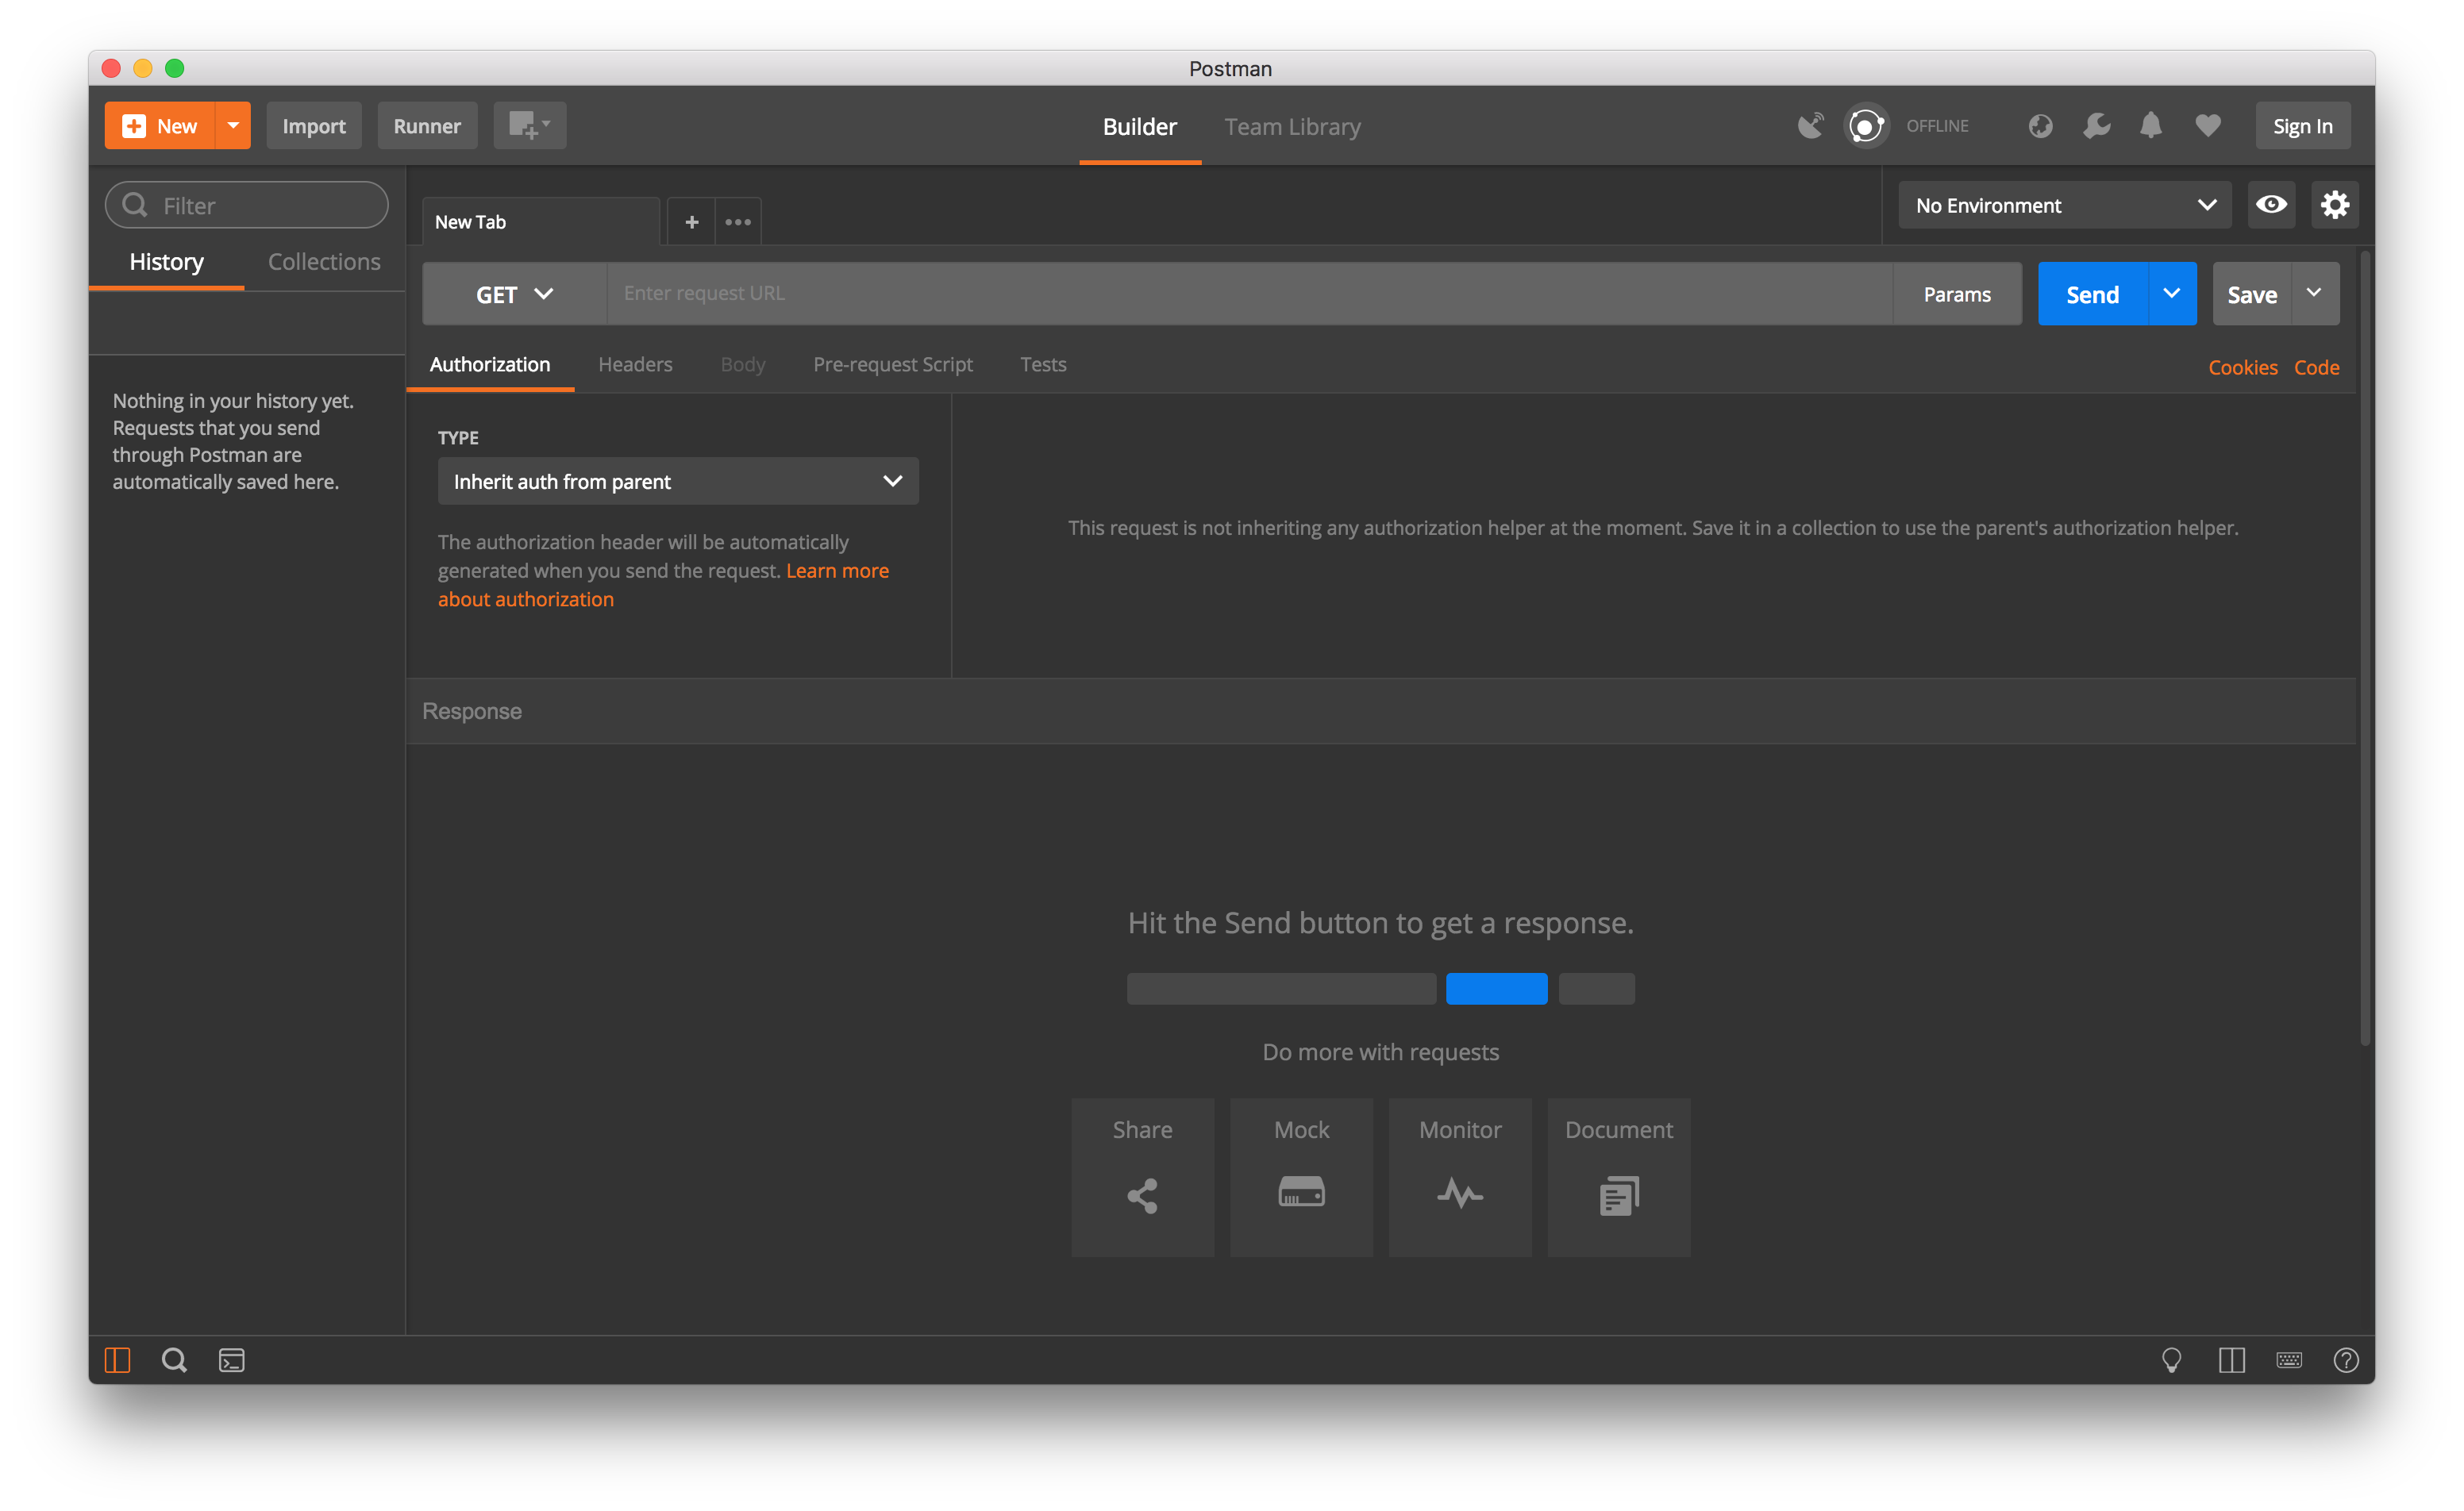 Postman
New
Import
Runner
Builder
Team Library
OFFLINE
Sign In
Filter
History
Collections
Nothing in your history yet.
Requests that you send
through Postman are
automatically saved here.
New Tab
No Environment
GET
Enter request URL
Params
Send
Save
Authorization
Headers
Body
Pre-request Script
Tests
Cookies
Code
TYPE
Inherit auth from parent
The authorization header will be automatically
generated when you send the request. Learn more
about authorization
This request is not inheriting any authorization helper at the moment. Save it in a collection to use the parent's authorization helper.
Response
Hit the Send button to get a response.
Do more with requests
Share
Mock
Monitor
Document